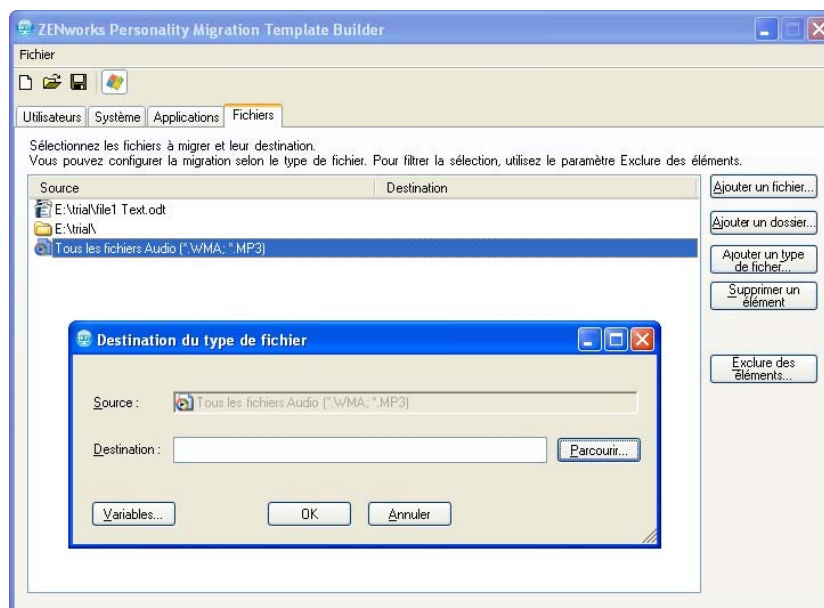 ZENworks Personality Migration Template Builder
Fichier
Utilisateurs Système Applications Fichiers
Sélectionnez les fichiers à migrer et leur destination.
Vous pouvez configurer la migration selon le type de fichier. Pour filtrer la sélection, utilisez le paramètre Exclure des éléments.
Source Destination
E:\trial\file1 Text.odt
E:\trial\
Tous les fichiers Audio (*.WMA; *.MP3)
Ajouter un fichier...
Ajouter un dossier...
Ajouter un type
de ficher...
Supprimer un
élément
Exclure des
éléments...
Destination du type de fichier
Source :
Tous les fichiers Audio (*.WMA; *.MP3)
Destination :
Parcourir...
Variables...
OK
Annuler